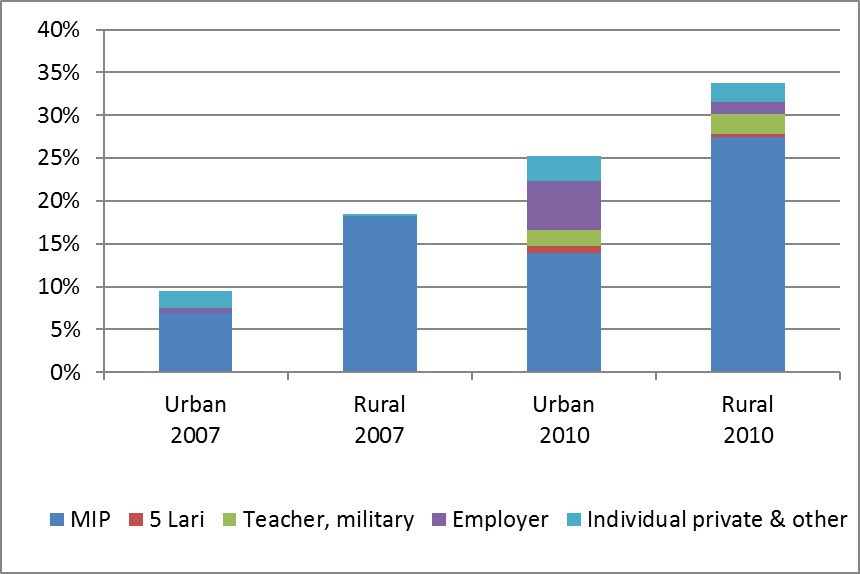 40%
35%
30%
25%
20%
15%
10%
5%
0%
Urban
2007
Rural
2007
Urban
2010
Rural
2010
MIP 5 Lari Teacher, military Employer Individual private & other